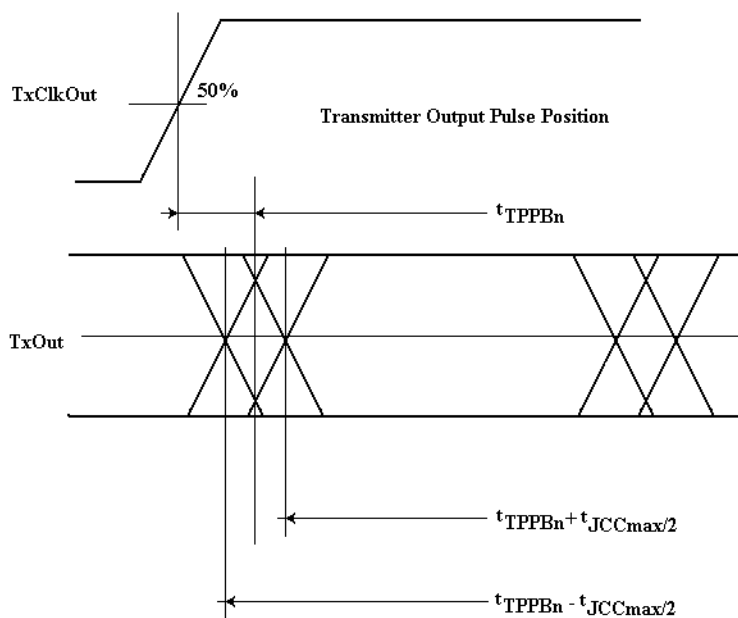 TxClkOut
50%
Transmitter Output Pulse Position
tTPPBn
TxOut
tTPPBn+ tJCCmax/2
tTPPBn - tJCCmax/2